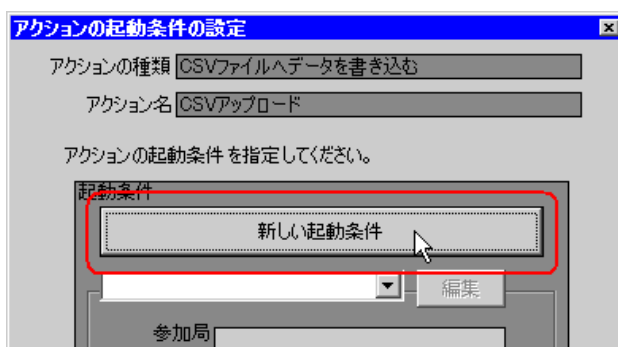 アクションの起動条件の設定
アクションの種類 CSVファイルへデータを書き込む
アクション名 CSVアップロード
アクションの起動条件 を指定してください。
起動条件
新しい起動条件
編集
参加局